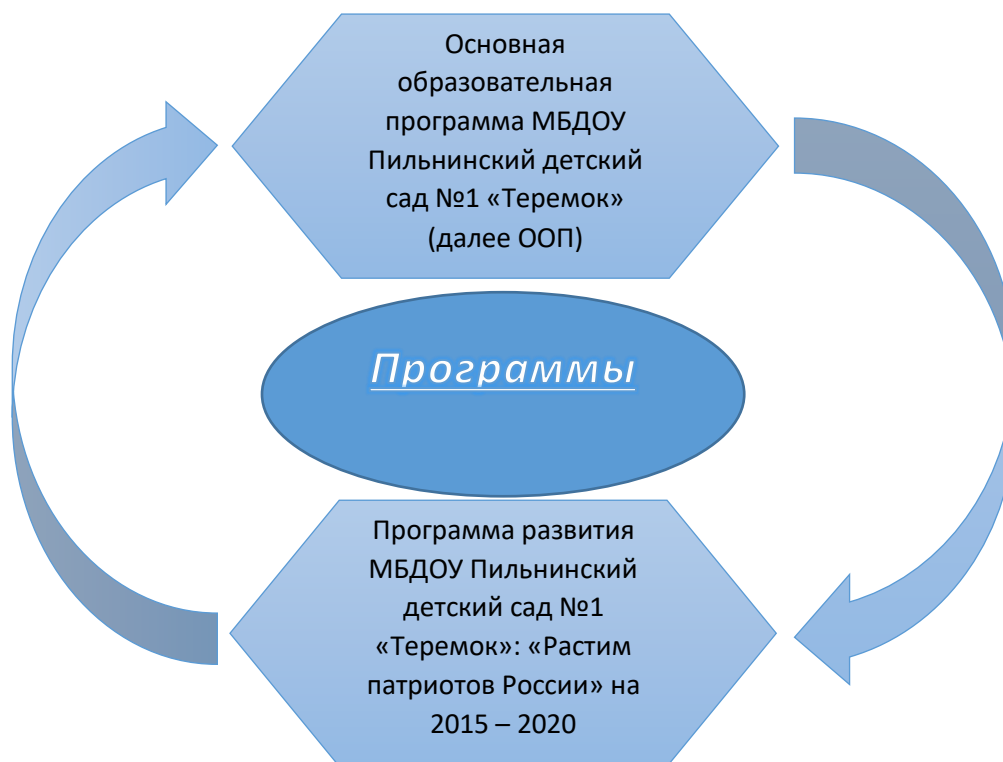 Основная
образовательная
программа МБДОУ
Пильнинский детский
сад №1 «Теремок»
(далее ООП)
Программы
Программа развития
МБДОУ Пильнинский
детский сад №1
«Теремок»: «Растим
патриотов России» на
2015 – 2020